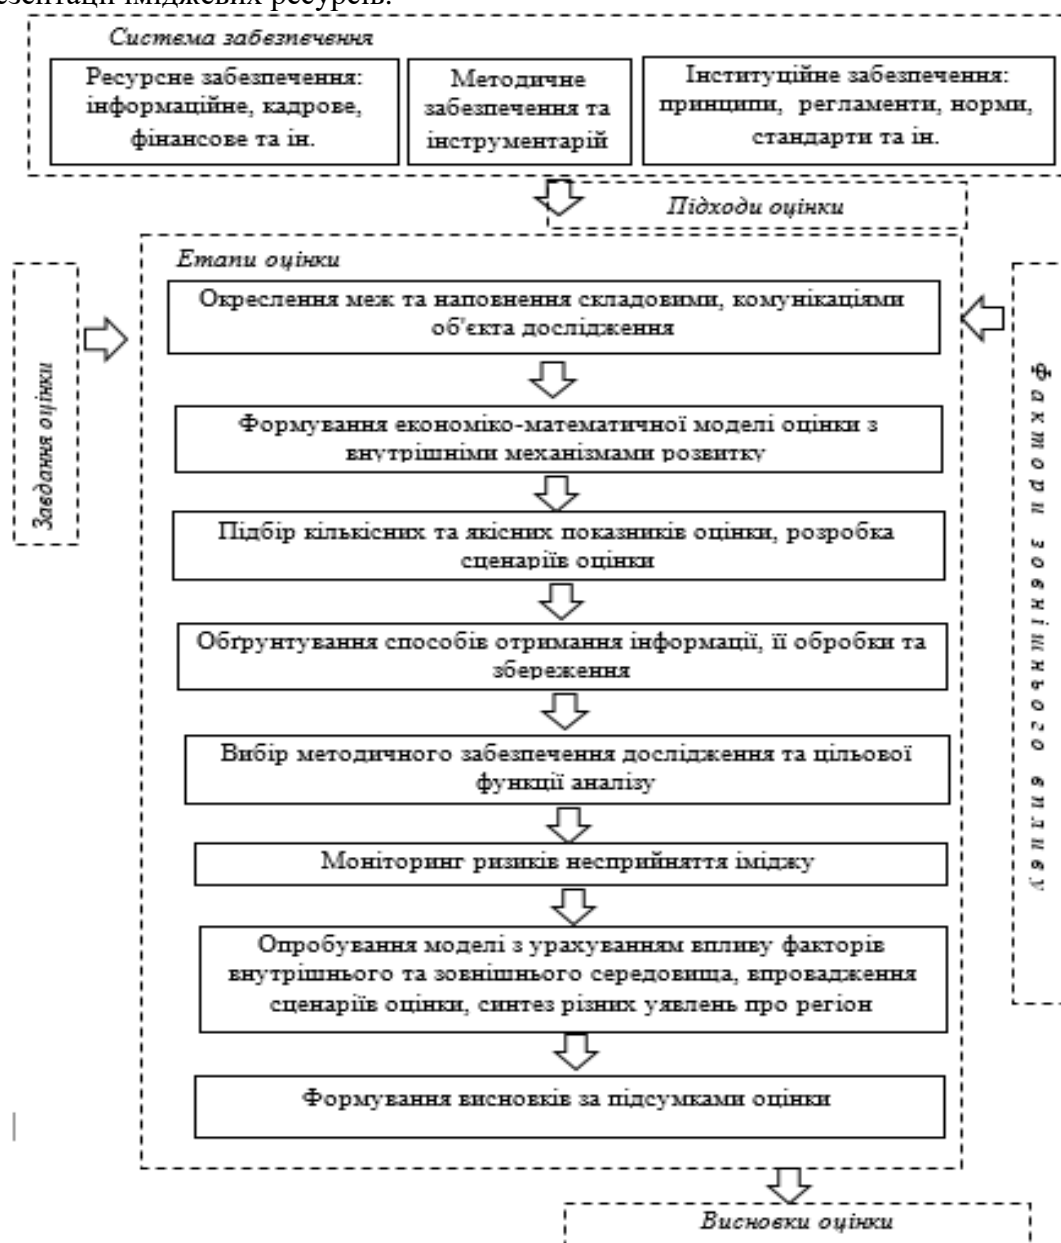 іміджевих ресурсів.
Система забезпечення
Ресурсне забезпечення:
інформаційне, кадрове,
фінансове та ін.
Методичне
забезпечення та
інструментарій
Інституційне забезпечення:
принципи, регламенти, норми,
стандарти та ін.
Підходи оцінки
Завдання оцінки
Етапи оцінки
Окреслення меж та наповнення складовими, комунікаціями
об'єкта дослідження
Формування економіко-математичної моделі оцінки з
внутрішніми механізмами розвитку
Підбір кількісних та якісних показників оцінки, розробка
сценаріїв оцінки
Обґрунтування способів отримання інформації, її обробки та
збереження
Вибір методичного забезпечення дослідження та цільової
функції аналізу
Моніторинг ризиків несприйняття іміджу
Опробування моделі з урахуванням впливу факторів
внутрішнього та зовнішнього середовища, впровадження
сценаріїв оцінки, синтез різних уявлень про регіон
Формування висновків за підсумками оцінки
Фактори зовнішнього впливу
Висновки оцінки